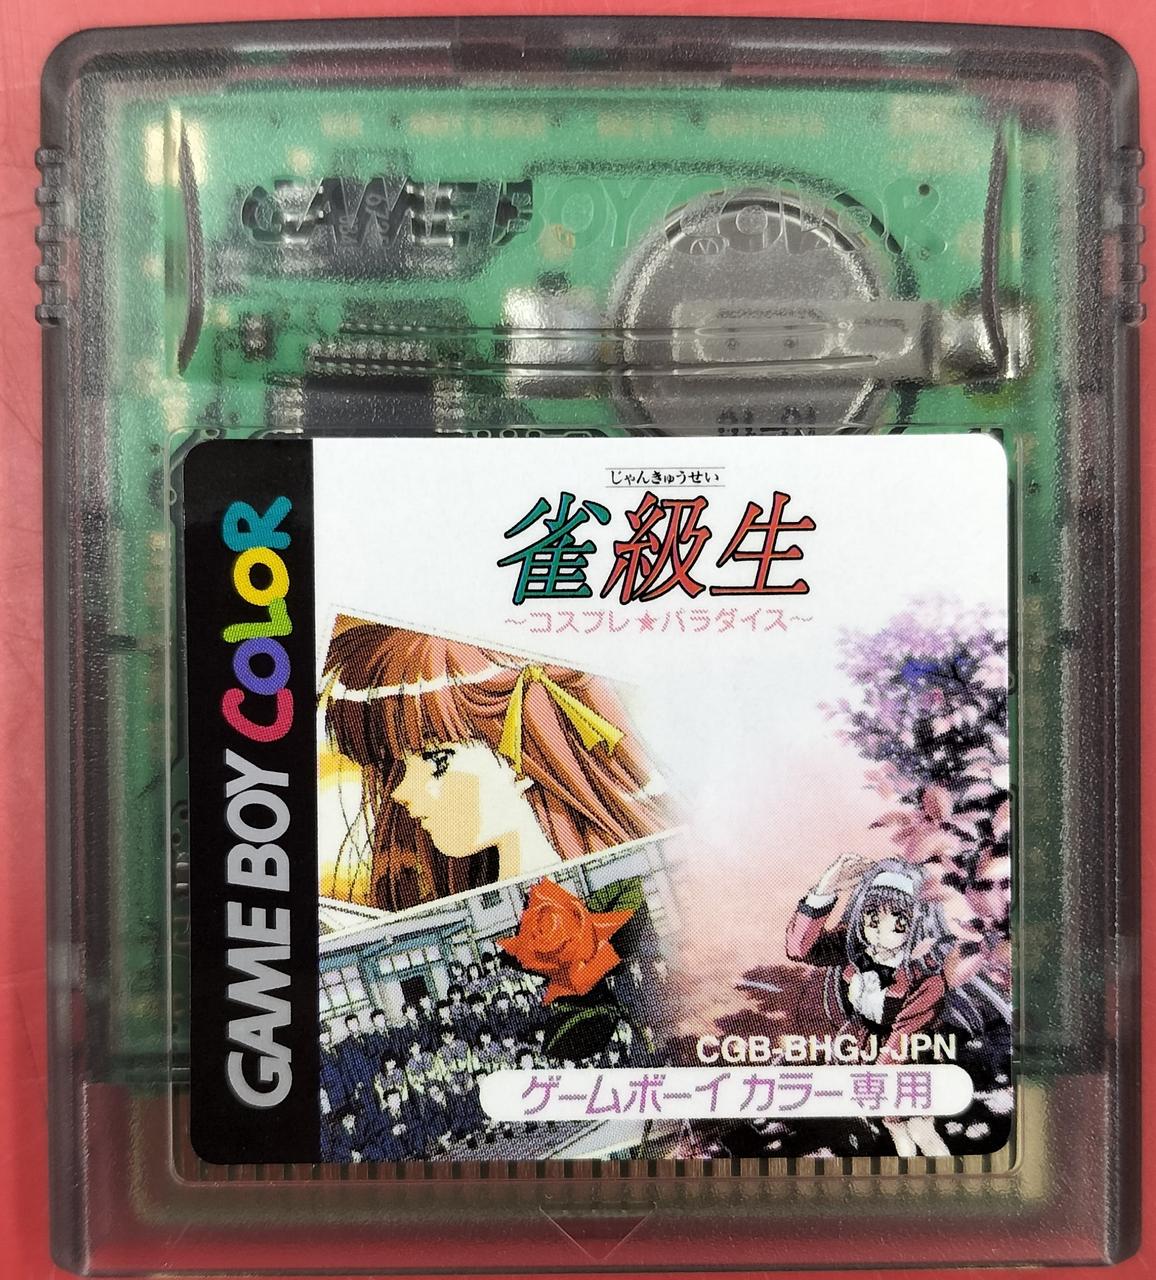 GAME BOY COLOR
GAME BOY COLOR
じゃんきゅうせい
雀級生
〜コスプレ★パラダイス〜
CGB-BHGJ-JPN
ゲームボーイカラー専用